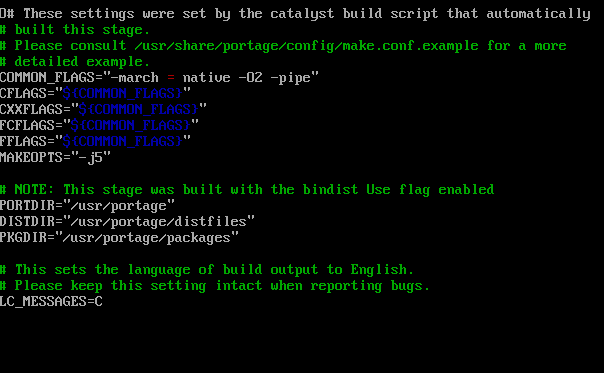 O# These settings were set by the catalyst build script that automatically
# built this stage.
# Please consult /usr/share/portage/config/make.conf.example for a more
# detailed example.
COMMON_FLAGS="-march = native -O2 -pipe"
CFLAGS="${COMMON_FLAGS}"
CXXFLAGS="${COMMON_FLAGS}"
FCFLAGS="${COMMON_FLAGS}"
FFLAGS="${COMMON_FLAGS}"
MAKEOPTS="-j5"
# NOTE: This stage was built with the bindist Use flag enabled
PORTDIR="/usr/portage"
DISTDIR="/usr/portage/distfiles"
PKGDIR="/usr/portage/packages"
# This sets the language of build output to English.
# Please keep this setting intact when reporting bugs.
LC_MESSAGES=C